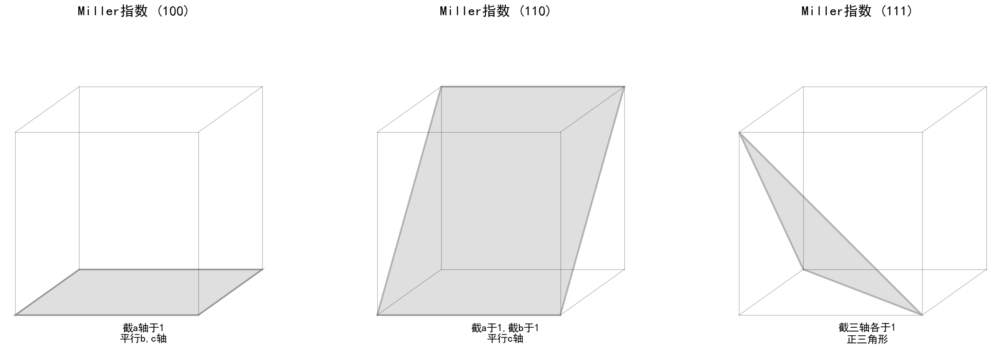 Miller指数 (100)
Miller指数 (110)
Miller指数 (111)
截a轴于1
平行b,c轴
截a于1,截b于1
平行c轴
截三轴各于1
正三角形